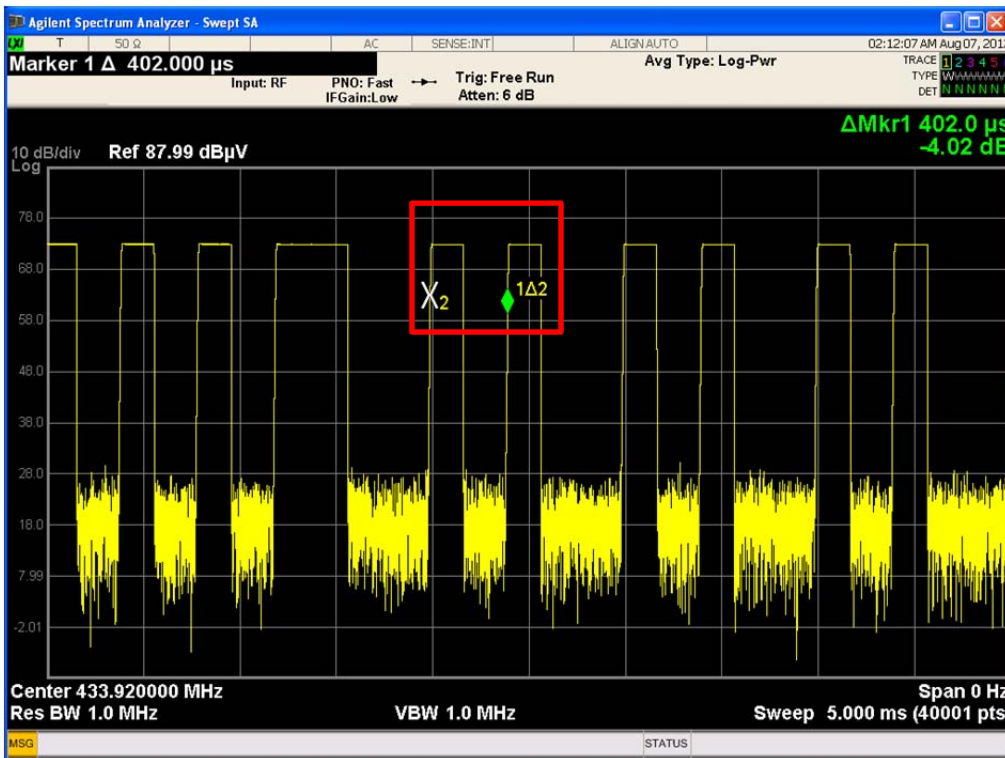 Agilent Spectrum Analyzer - Swept SA
LXI T 50 Ω AC SENSE:INT ALIGN AUTO 02:12:07 AM Aug 07, 201
Marker 1 Δ 402.000 μs
Input: RF PNO: Fast Trig: Free Run Avg Type: Log-Pwr TRACE 1 2 3 4 5
IFGain:Low Atten: 6 dB TYPE WWWWWW
DET N N N N N
ΔMkr1 402.0 μs
-4.02 dB
10 dB/div Ref 87.99 dBμV
Log
78.0
68.0
X2 1Δ2
58.0
48.0
38.0
28.0
18.0
7.99
-2.01
Center 433.920000 MHz Span 0 Hz
Res BW 1.0 MHz VBW 1.0 MHz Sweep 5.000 ms (40001 pts
MSG STATUS